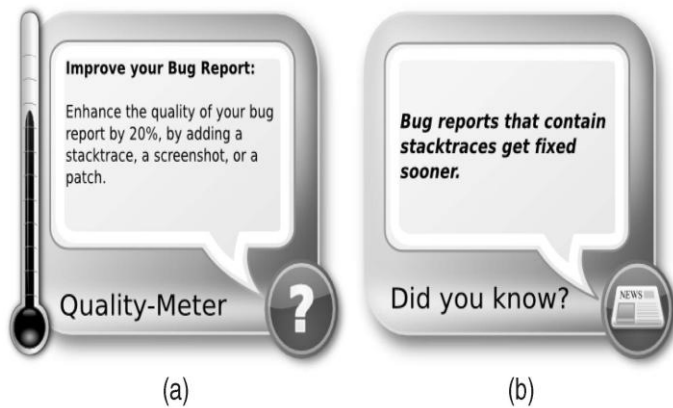 Improve your Bug Report:
Enhance the quality of your bug
report by 20%, by adding a
stacktrace, a screenshot, or a
patch.
Quality-Meter
?
(a)
Bug reports that contain
stacktraces get fixed
sooner.
Did you know?
NEWS
(b)